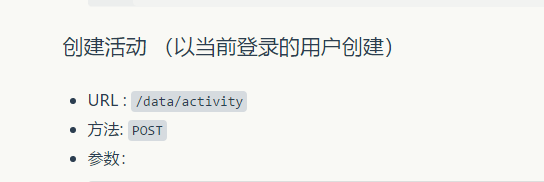 创建活动 （以当前登录的用户创建）
URL : /data/activity
方法: POST
参数: